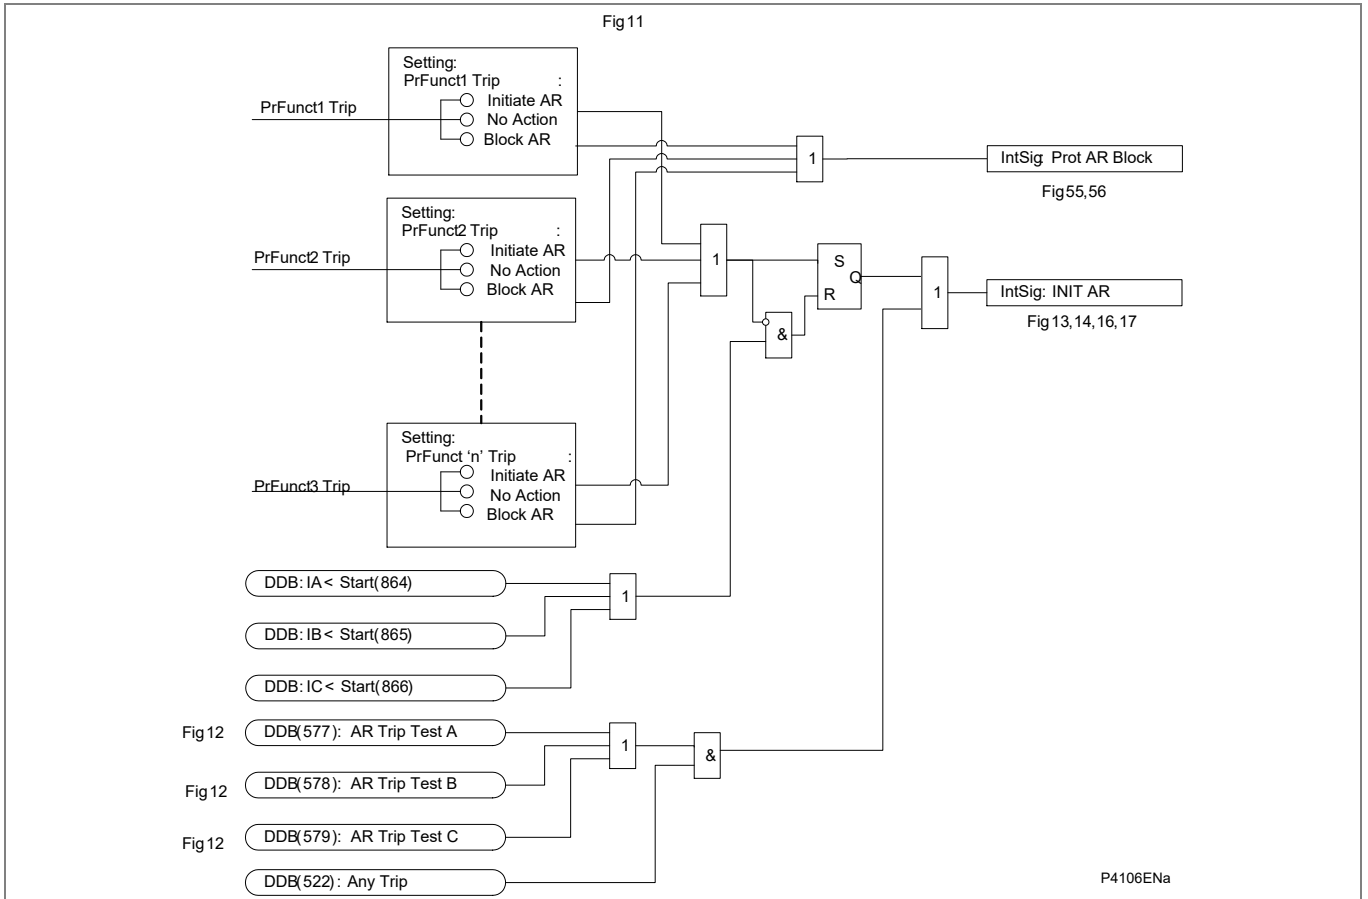 Fig 11
Setting:
PrFunct1 Trip :
Initiate AR
No Action
Block AR
PrFunct1 Trip
1
IntSig: Prot AR Block
Fig 55,56
Setting:
PrFunct2 Trip :
Initiate AR
No Action
Block AR
PrFunct2 Trip
1
S
Q
R
&
1
IntSig: INIT AR
Fig 13,14,16,17
Setting:
PrFunct 'n' Trip :
Initiate AR
No Action
Block AR
PrFunct3 Trip
DDB: IA < Start(864)
1
DDB: IB < Start(865)
DDB: IC < Start(866)
Fig 12
DDB(577): AR Trip Test A
1
&
Fig 12
DDB(578): AR Trip Test B
Fig 12
DDB(579): AR Trip Test C
DDB(522): Any Trip
P4106ENa